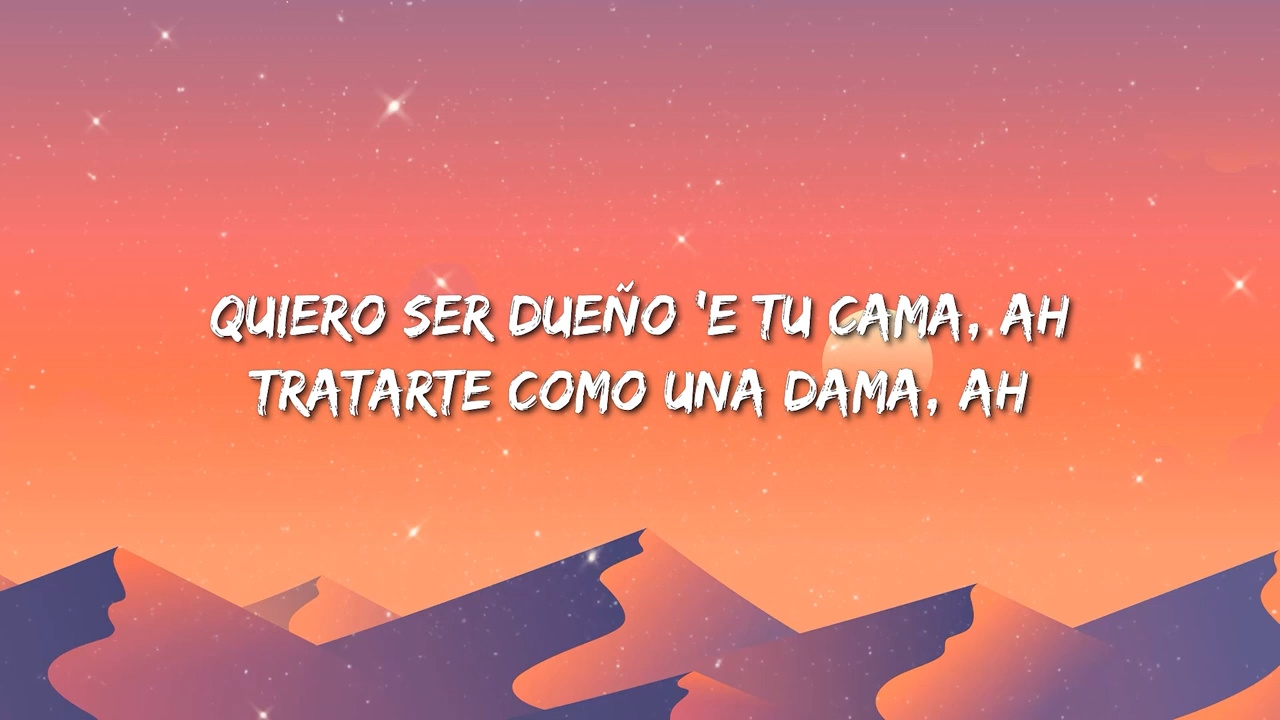 QUIERO SER DUEÑO 'E TU CAMA, AH
TRATARTE COMO UNA DAMA, AH